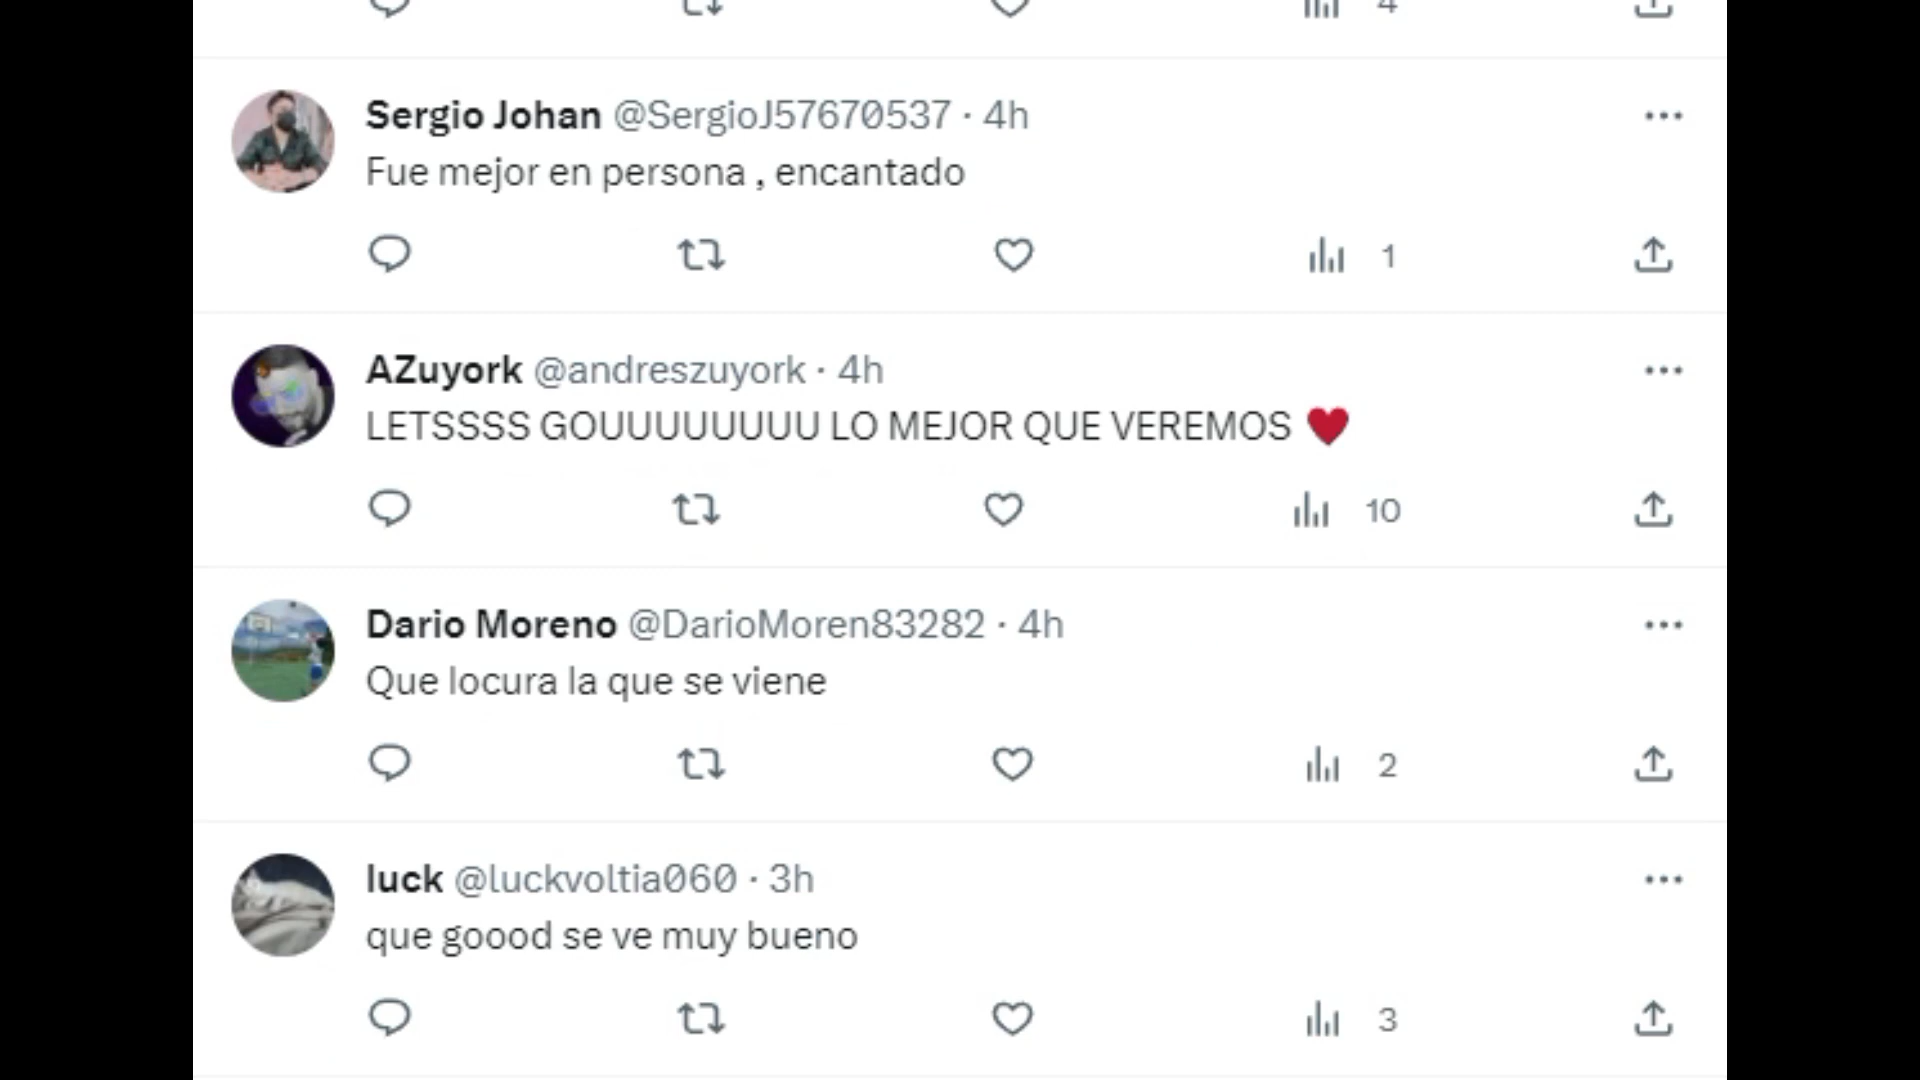 4
Sergio Johan @SergioJ57670537 · 4h
Fue mejor en persona , encantado
1
AZuyork @andreszuyork · 4h
LETSSSS GOUUUUUUUU LO MEJOR QUE VEREMOS ♥
10
Dario Moreno @DarioMoren83282 · 4h
Que locura la que se viene
2
luck @luckvoltia060 · 3h
que goood se ve muy bueno
3